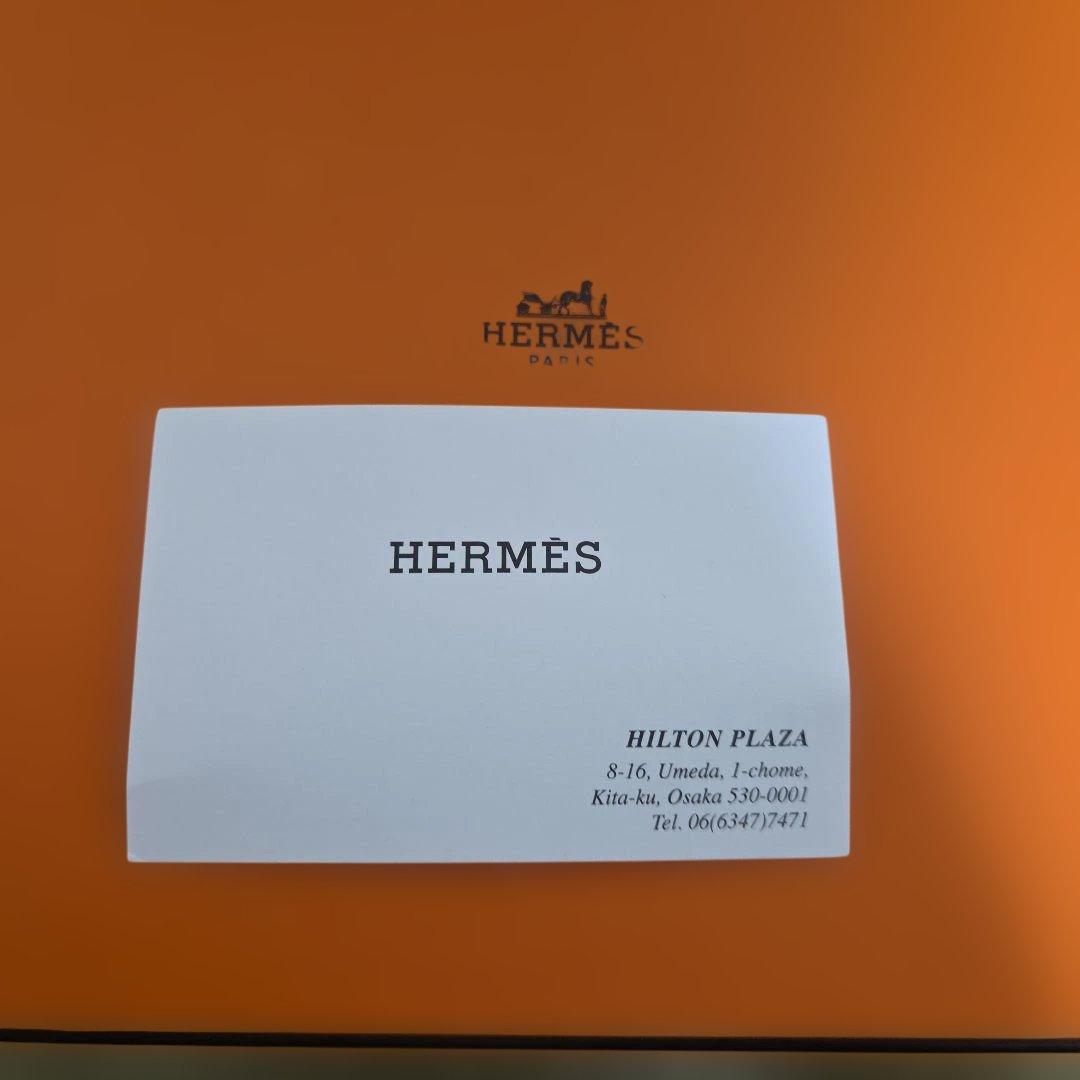 HERMÈS
PARIS
HERMÈS
HILTON PLAZA
8-16, Umeda, 1-chome,
Kita-ku, Osaka 530-0001
Tel. 06(6347)7471